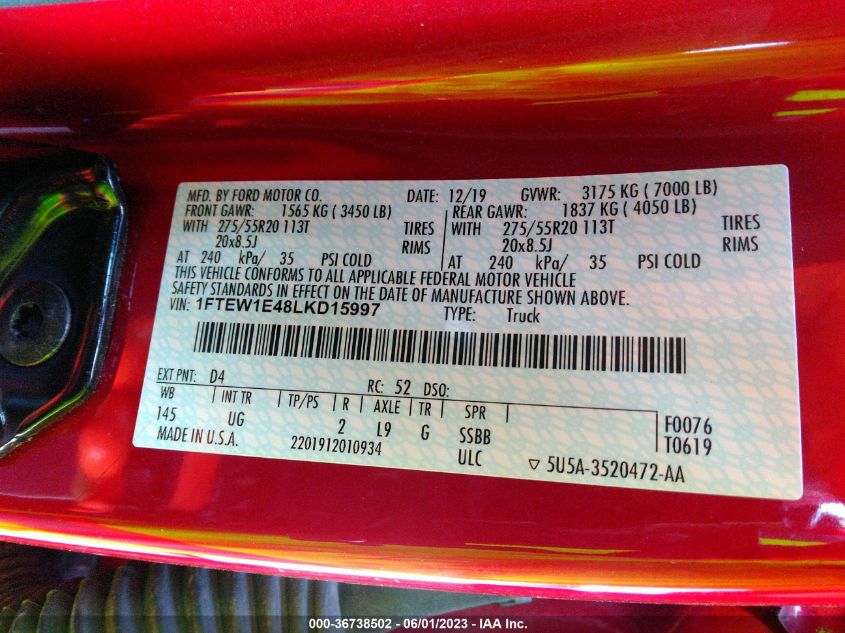 MFD. BY FORD MOTOR CO. DATE: 12/19 GVWR: 3175 KG ( 7000 LB)
FRONT GAWR: 1565 KG ( 3450 LB) REAR GAWR: 1837 KG ( 4050 LB)
WITH 275/55R20 113T TIRES WITH 275/55R20 113T TIRES
20x8.5J RIMS 20x8.5J RIMS
AT 240 kPa/ 35 PSI COLD AT 240 kPa/ 35 PSI COLD
THIS VEHICLE CONFORMS TO ALL APPLICABLE FEDERAL MOTOR VEHICLE
SAFETY STANDARDS IN EFFECT ON THE DATE OF MANUFACTURE SHOWN ABOVE.
VIN: 1FTEW1E48LKD15997 TYPE: Truck
EXT PNT: D4 RC: 52 DSO:
WB INT TR TP/PS R AXLE TR SPR
145 UG 2 L9 G SSBB F0076
MADE IN U.S.A. 2201912010934 ULC T0619
▽ 5U5A-3520472-AA
000-36738502 - 06/01/2023 - IAA Inc.